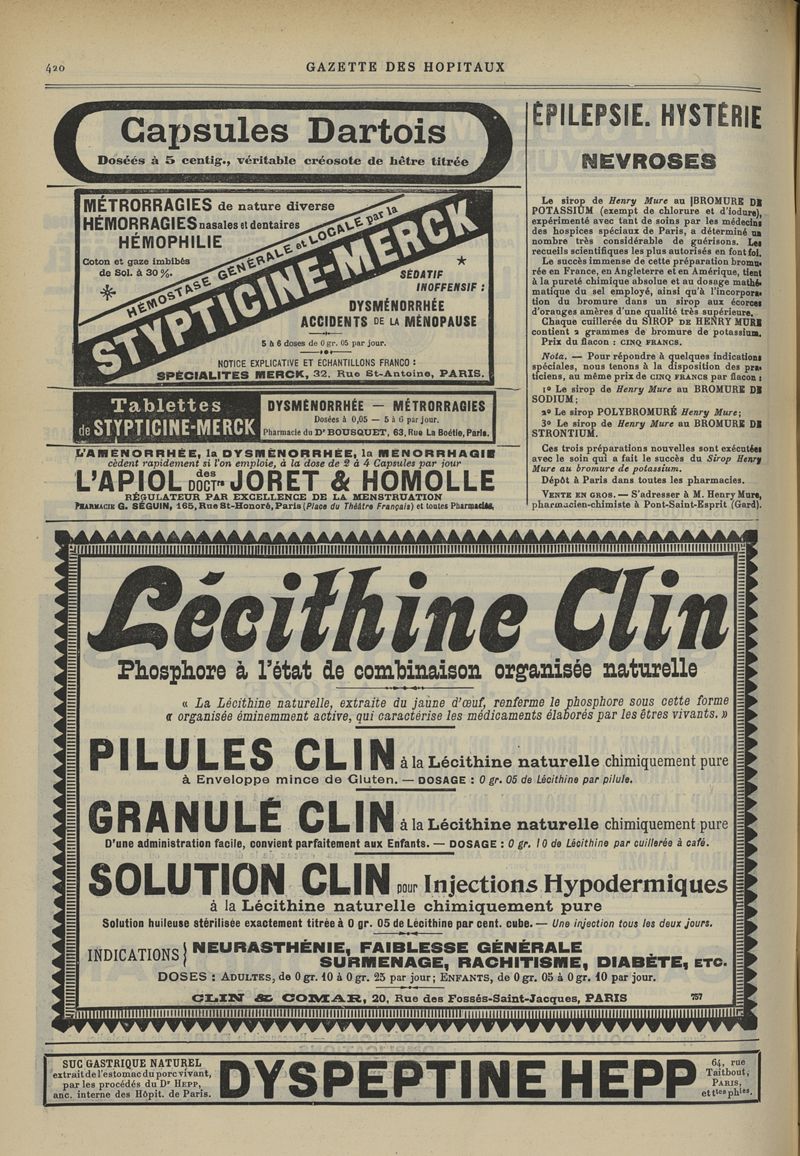 420
GAZETTE DES HOPITAUX
Capsules Dartois
Dosées à 5 centig., véritable créosote de hêtre titrée
MÉTRORRAGIES de nature diverse
HÉMORRAGIES nasales et dentaires
HÉMOPHILIE
Coton et gaze imbibés
de Sol. à 30 %.
HÉMOSTASE GÉNÉRALE et LOCALE par la
STYPTICINE-MERCK
SÉDATIF
INOFFENSIF :
DYSMÉNORRHÉE
ACCIDENTS DE LA MÉNOPAUSE
5 à 6 doses de 0 gr. 05 par jour.
NOTICE EXPLICATIVE ET ÉCHANTILLONS FRANCO :
SPÉCIALITES MERCK, 32, Rue St-Antoine, PARIS.
Tablettes
de STYPTICINE-MERCK
DYSMÉNORRHÉE — MÉTRORRAGIES
Dosées à 0,05 — 5 à 6 par jour.
Pharmacie du Dr BOUSQUET, 63, Rue La Boétie, Paris.
L'AMÉNORRHÉE, la DYSMÉNORRHÉE, la MENORRHAGIE
cèdent rapidement si l'on emploie, à la dose de 2 à 4 Capsules par jour
L'APIOL des DOCTrs JORET & HOMOLLE
RÉGULATEUR PAR EXCELLENCE DE LA MENSTRUATION
PHARMACIE G. SÉGUIN, 165, Rue St-Honoré, Paris (Place du Théâtre Français) et toutes Pharmacies,
ÉPILEPSIE. HYSTÉRIE
NÉVROSES
Le sirop de Henry Mure au BROMURE DE
POTASSIUM (exempt de chlorure et d'iodure),
expérimenté avec tant de soins par les médecins
des hospices spéciaux de Paris, a déterminé un
nombre très considérable de guérisons. Les
recueils scientifiques les plus autorisés en font foi.
Le succès immense de cette préparation bromu-
rée en France, en Angleterre et en Amérique, tient
à la pureté chimique absolue et au dosage mathé-
matique du sel employé, ainsi qu'à l'incorpora-
tion du bromure dans un sirop aux écorces
d'oranges amères d'une qualité très supérieure.
Chaque cuillerée du SIROP DE HENRY MURE
contient 2 grammes de bromure de potassium.
Prix du flacon : CINQ FRANCS.
Nota. — Pour répondre à quelques indications
spéciales, nous tenons à la disposition des pra-
ticiens, au même prix de CINQ FRANCS par flacon :
1º Le sirop de Henry Mure au BROMURE DE
SODIUM ;
2º Le sirop POLYBROMURÉ Henry Mure;
3º Le sirop de Henry Mure au BROMURE DE
STRONTIUM.
Ces trois préparations nouvelles sont exécutées
avec le soin qui a fait le succès du Sirop Henry
Mure au bromure de potassium.
Dépôt à Paris dans toutes les pharmacies.
VENTE EN GROS. — S'adresser à M. Henry Mure,
pharmacien-chimiste à Pont-Saint-Esprit (Gard).
Lécithine Clin
Phosphore à l'état de combinaison organisée naturelle
« La Lécithine naturelle, extraite du jaune d'œuf, renferme le phosphore sous cette forme
« organisée éminemment active, qui caractérise les médicaments élaborés par les êtres vivants. »
PILULES CLIN à la Lécithine naturelle chimiquement pure
à Enveloppe mince de Gluten. — DOSAGE : 0 gr. 05 de Lécithine par pilule.
GRANULÉ CLIN à la Lécithine naturelle chimiquement pure
D'une administration facile, convient parfaitement aux Enfants. — DOSAGE : 0 gr. 10 de Lécithine par cuillerée à café.
SOLUTION CLIN pour Injections Hypodermiques
à la Lécithine naturelle chimiquement pure
Solution huileuse stérilisée exactement titrée à 0 gr. 05 de Lécithine par cent. cube. — Une injection tous les deux jours.
INDICATIONS { NEURASTHÉNIE, FAIBLESSE GÉNÉRALE
SURMENAGE, RACHITISME, DIABÈTE, ETC.
DOSES : ADULTES, de 0 gr. 10 à 0 gr. 25 par jour; ENFANTS, de 0 gr. 05 à 0 gr. 10 par jour.
CLIN & COMAR, 20, Rue des Fossés-Saint-Jacques, PARIS 757
SUC GASTRIQUE NATUREL
extrait de l'estomac du porc vivant,
par les procédés du Dr HEPP,
anc. interne des Hôpit. de Paris.
DYSPEPTINE HEPP
64, rue
Taitbout,
PARIS,
et ttes phies.